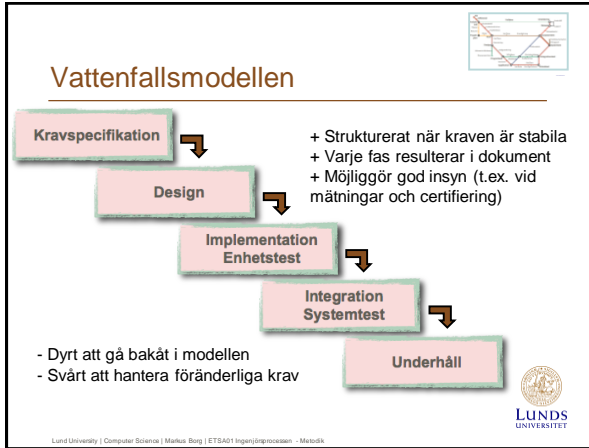 Vattenfallsmodellen
Kravspecifikation
Design
Implementation
Enhetstest
Integration
Systemtest
Underhåll
+ Strukturerat när kraven är stabila
+ Varje fas resulterar i dokument
+ Möjliggör god insyn (t.ex. vid
mätningar och certifiering)
- Dyrt att gå bakåt i modellen
- Svårt att hantera föränderliga krav
LUNDS
UNIVERSITET
Lund University | Computer Science | Markus Borg | ETSA01 Ingenjörsprocessen - Metodik